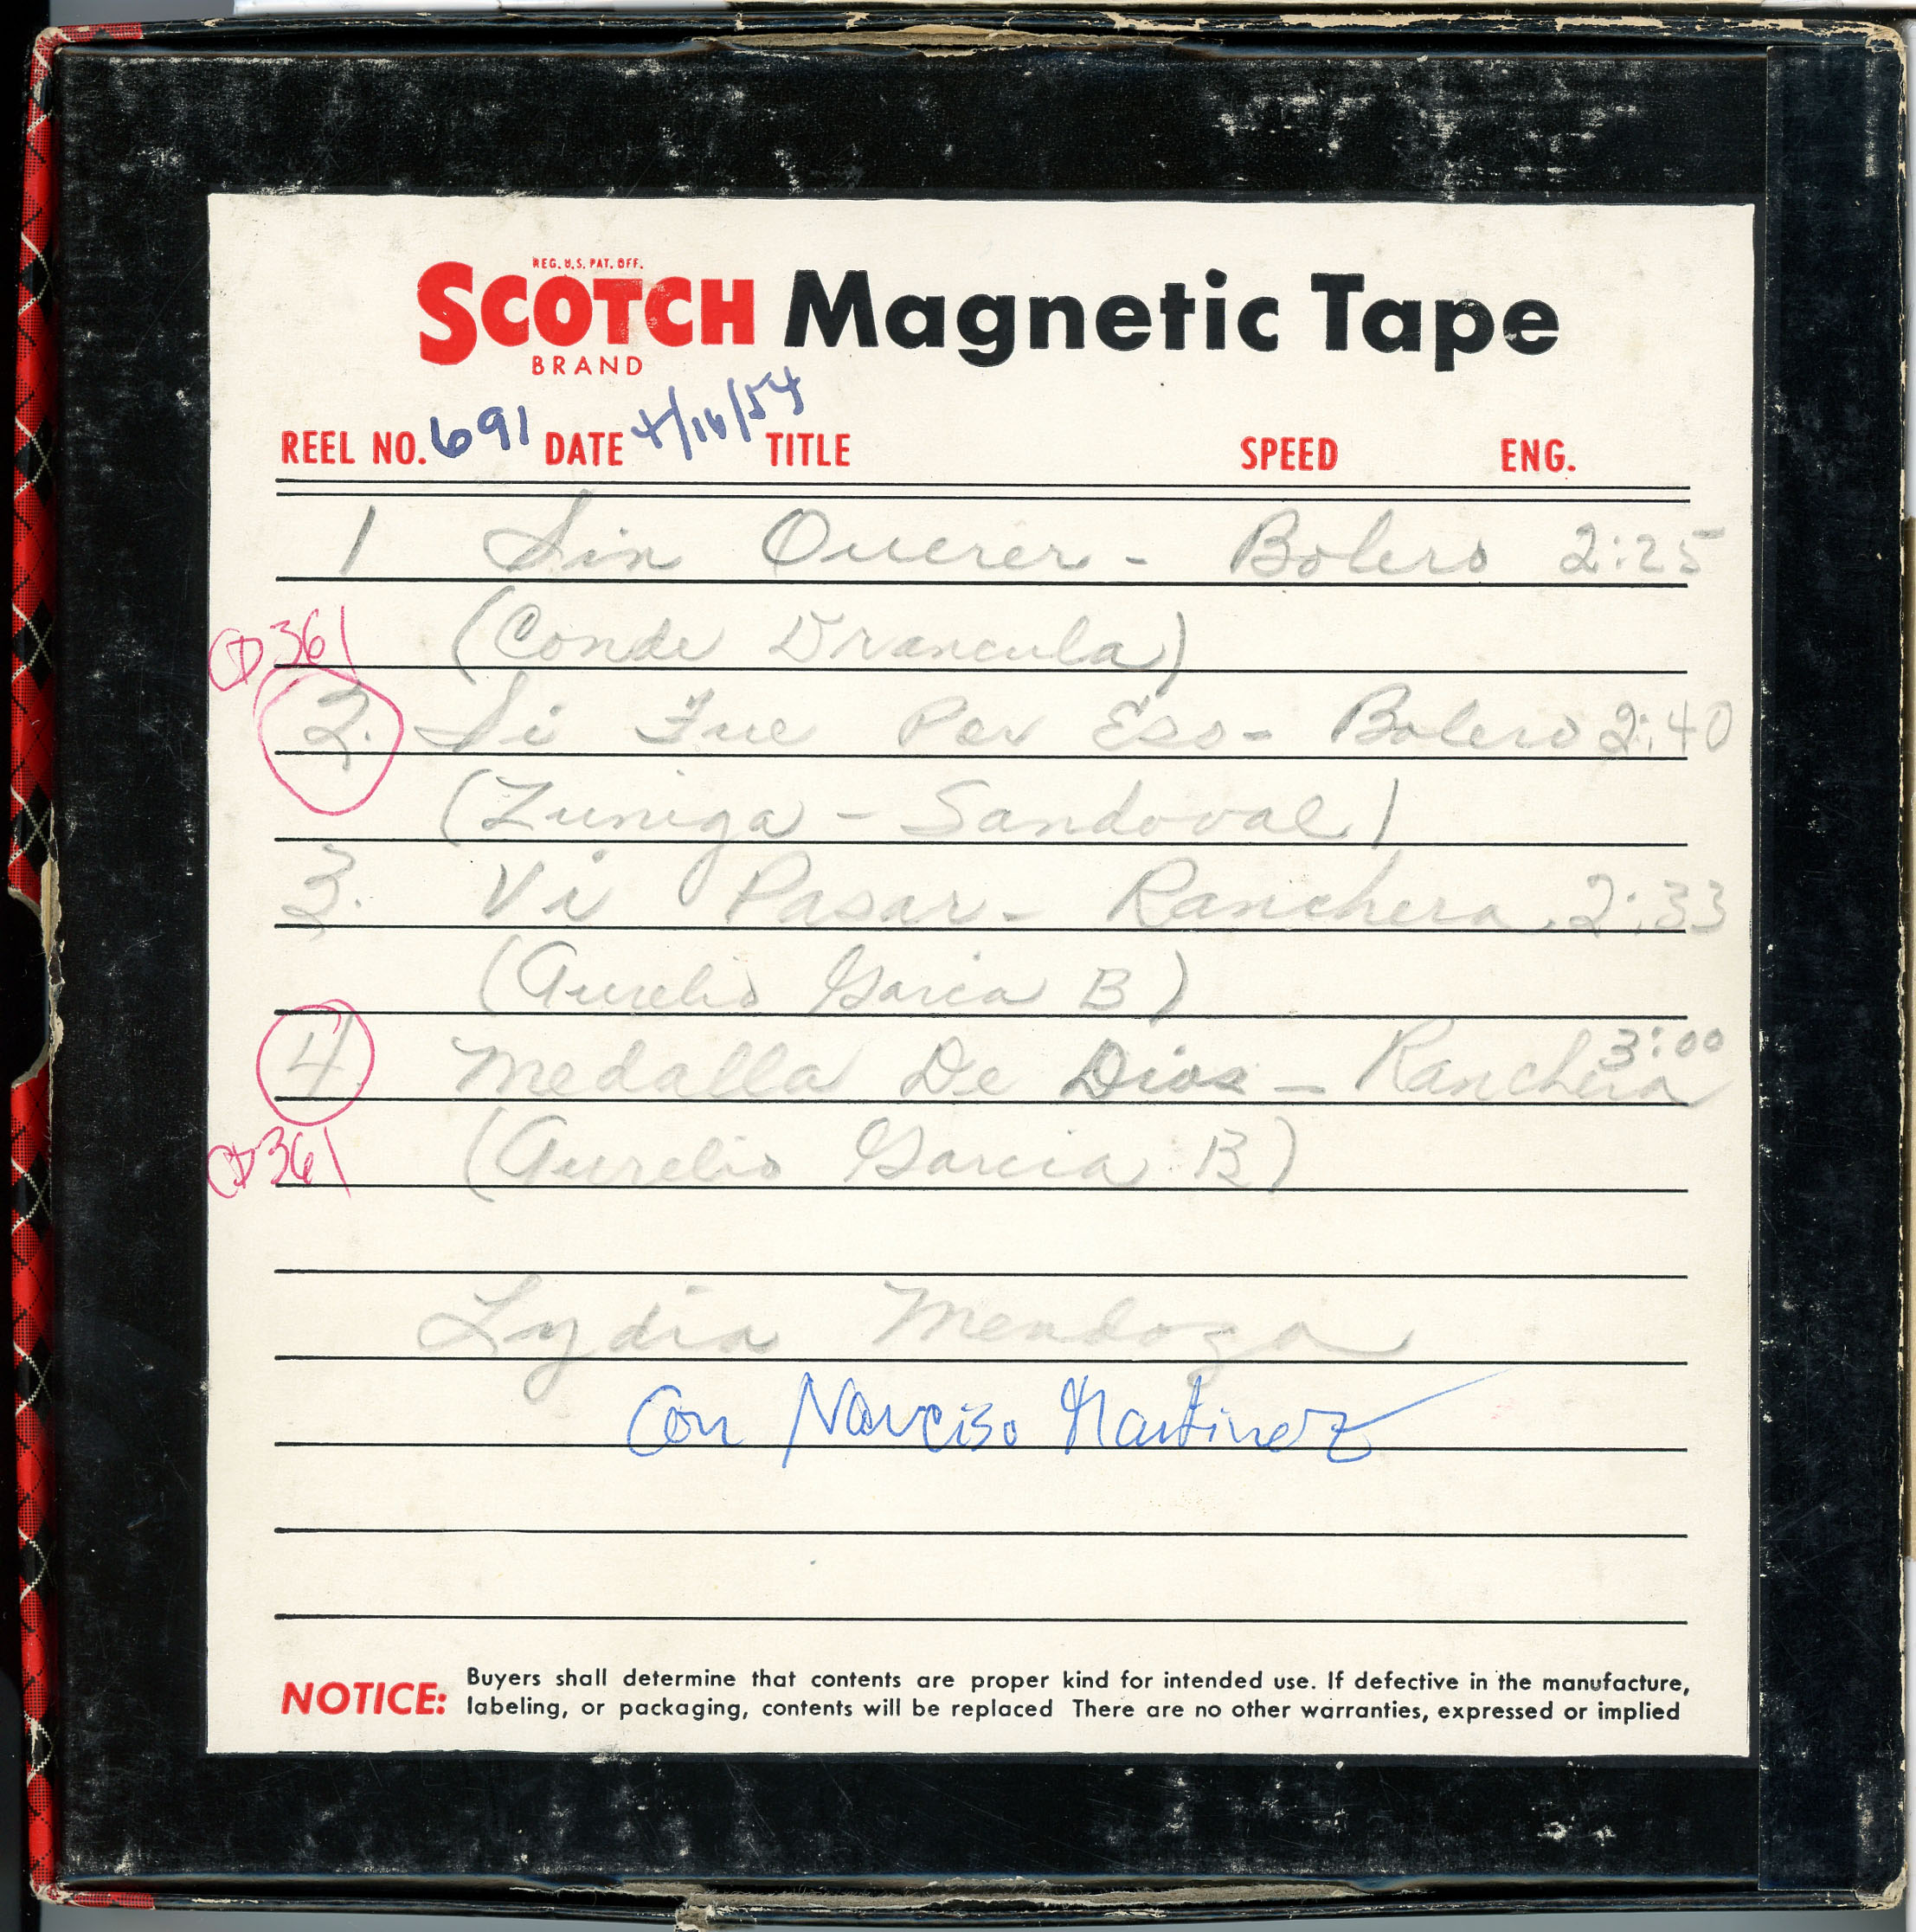 REG. U.S. PAT. OFF.
SCOTCH Magnetic Tape
BRAND
REEL NO. 691 DATE 4/16/54 TITLE SPEED ENG.
1 Sin Querer - Bolero 2:25
(Conde Drancula)
CD 361
2. Si Fue Por Eso - Bolero 2:40
(Zuniga - Sandoval)
3. Vi Pasar - Ranchera 2:33
(Aurelio Garcia B)
4. Medalla De Dios - Ranchera 3:00
CD 361 (Aurelio Garcia B)
Lydia Mendoza
Con Narciso Martinez
NOTICE: Buyers shall determine that contents are proper kind for intended use. If defective in the manufacture,
labeling, or packaging, contents will be replaced There are no other warranties, expressed or implied